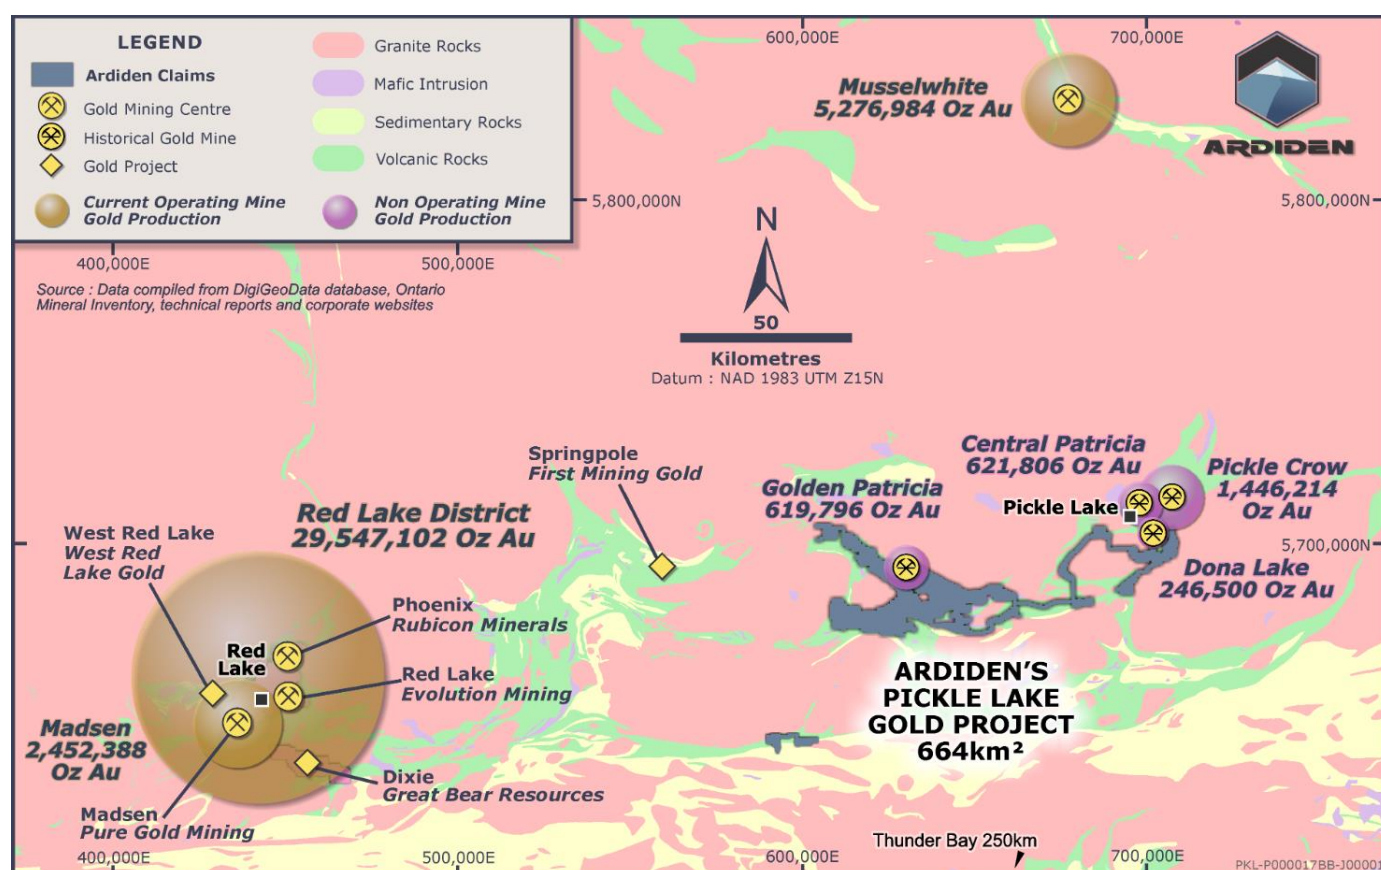 LEGEND
Ardiden Claims
Gold Mining Centre
Historical Gold Mine
Gold Project
Current Operating Mine
Gold Production
Granite Rocks
Mafic Intrusion
Sedimentary Rocks
Volcanic Rocks
Non Operating Mine
Gold Production
600,000E
700,000E
Musselwhite
5,276,984 Oz Au
ARDIDEN
5,800,000N
5,800,000N
400,000E
500,000E
Source : Data compiled from DigiGeoData database, Ontario
Mineral Inventory, technical reports and corporate websites
N
50
Kilometres
Datum : NAD 1983 UTM Z15N
Springpole
First Mining Gold
Golden Patricia
619,796 Oz Au
Central Patricia
621,806 Oz Au
Pickle Lake
Pickle Crow
1,446,214
Oz Au
5,700,000N
Dona Lake
246,500 Oz Au
Red Lake District
29,547,102 Oz Au
West Red Lake
West Red
Lake Gold
Phoenix
Rubicon Minerals
Red
Lake
Red Lake
Evolution Mining
Madsen
2,452,388
Oz Au
Dixie
Great Bear Resources
Madsen
Pure Gold Mining
ARDIDEN'S
PICKLE LAKE
GOLD PROJECT
664km²
Thunder Bay 250km
400,000E
500,000E
600,000E
700,000E
PKL-P000017BB-J00001